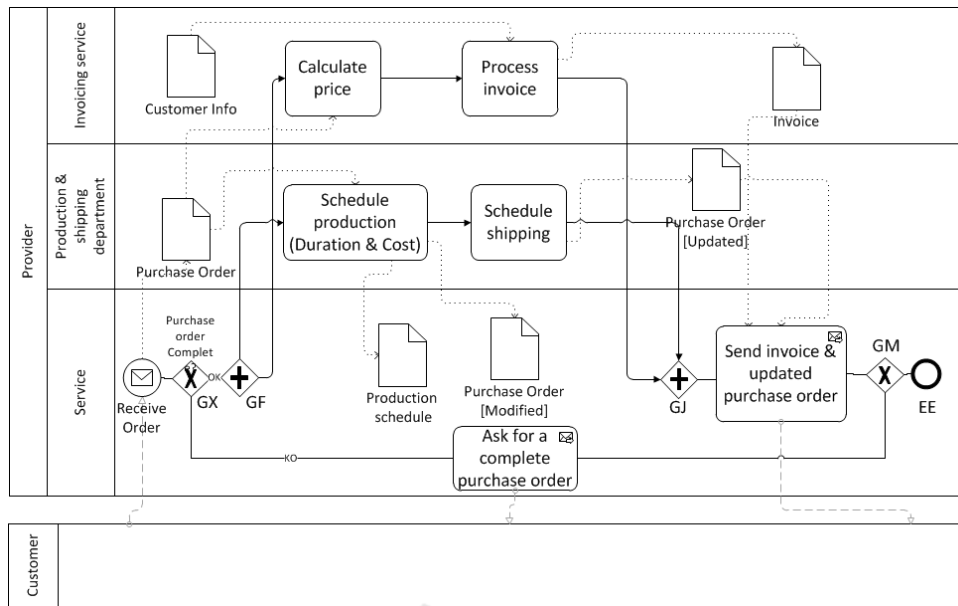 Provider
Invoicing service
Customer Info
Calculate
price
Process
invoice
Invoice
Production &
shipping
department
Purchase Order
Schedule
production
(Duration & Cost)
Schedule
shipping
Purchase Order
[Updated]
Service
Receive
Order
Purchase
order
Complet
GX
OK
GF
KO
Production
schedule
Purchase Order
[Modified]
Ask for a
complete
purchase order
GJ
Send invoice &
updated
purchase order
GM
EE
Customer